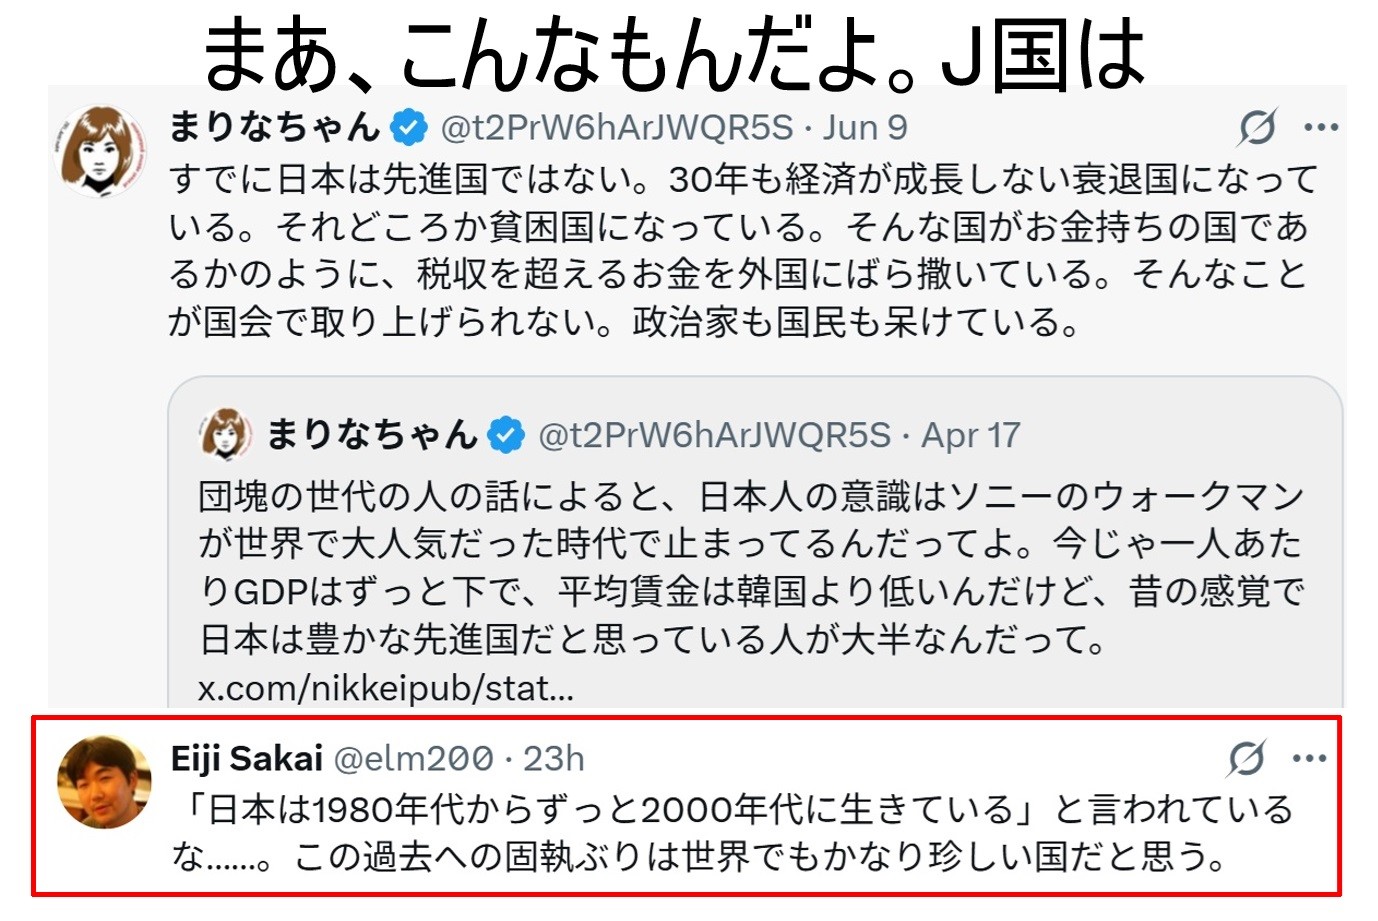 まあ、こんなもんだよ。J国は
まりなちゃん @t2PrW6hArJWQR5S · Jun 9
すでに日本は先進国ではない。30年も経済が成長しない衰退国になって
いる。それどころか貧困国になっている。そんな国がお金持ちの国であ
るかのように、税収を超えるお金を外国にばら撒いている。そんなこと
が国会で取り上げられない。政治家も国民も呆けている。
まりなちゃん @t2PrW6hArJWQR5S · Apr 17
団塊の世代の人の話によると、日本人の意識はソニーのウォークマン
が世界で大人気だった時代で止まってるんだってよ。今じゃ一人あた
りGDPはずっと下で、平均賃金は韓国より低いんだけど、昔の感覚で
日本は豊かな先進国だと思っている人が大半なんだって。
x.com/nikkeipub/stat...
Eiji Sakai @elm200 · 23h
「日本は1980年代からずっと2000年代に生きている」と言われている
な......。この過去への固執ぶりは世界でもかなり珍しい国だと思う。